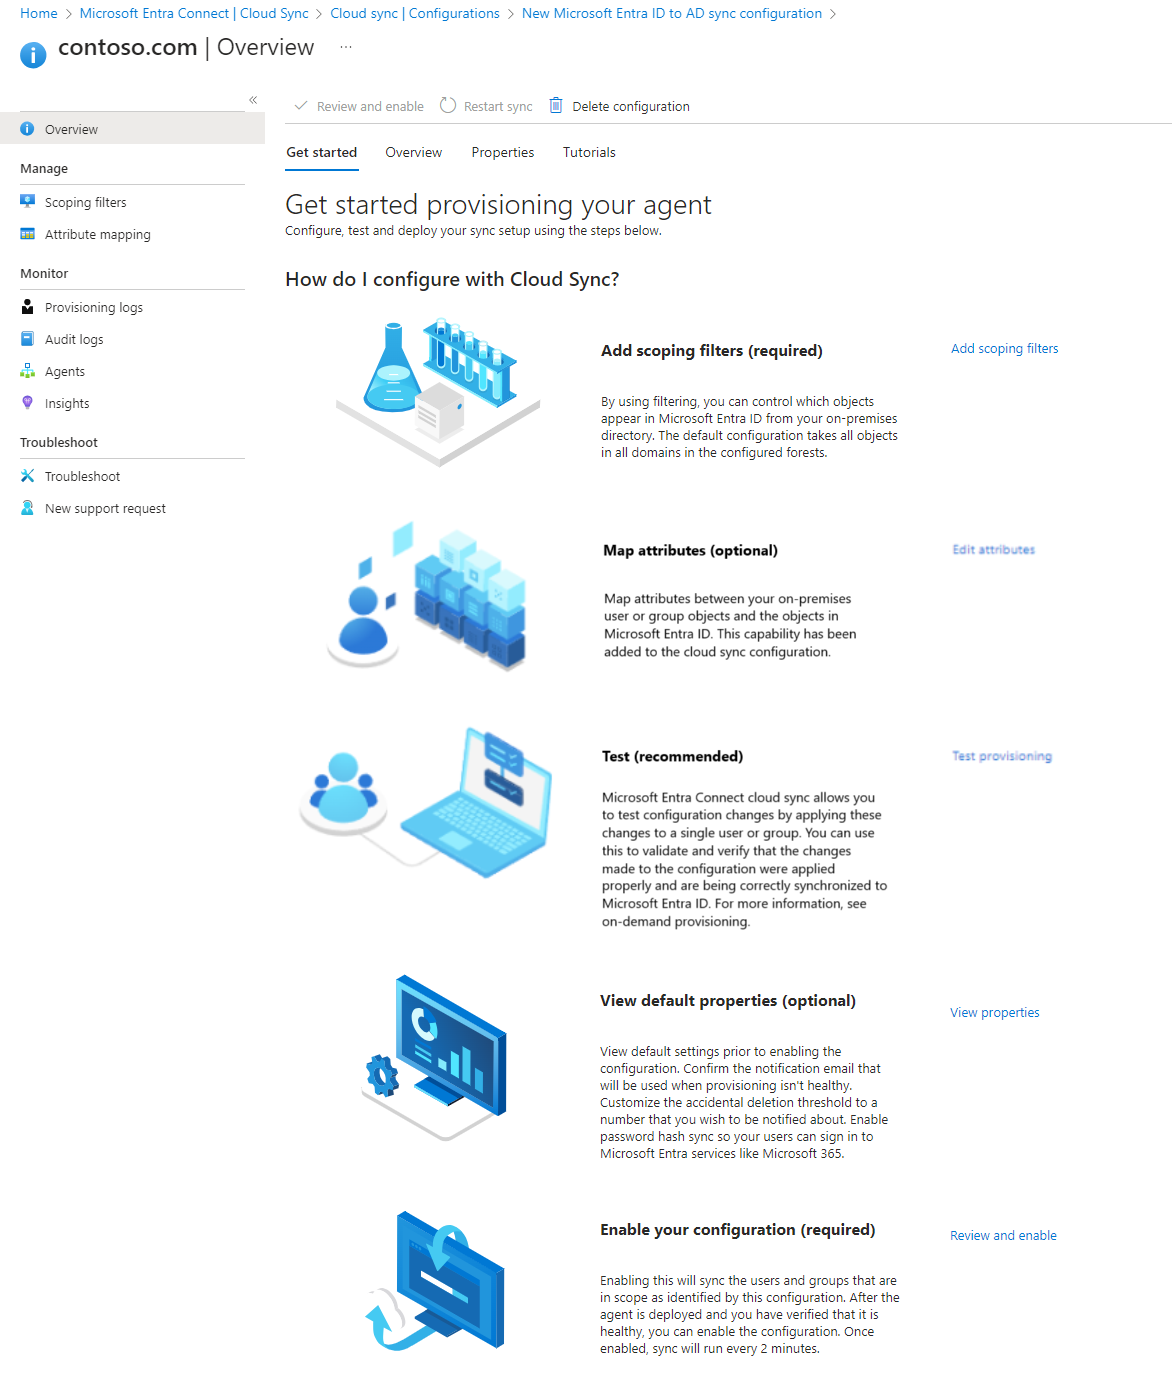 Home > Microsoft Entra Connect | Cloud Sync > Cloud sync | Configurations > New Microsoft Entra ID to AD sync configuration >
contoso.com | Overview ...
«
Review and enable Restart sync Delete configuration
Overview
Manage
Scoping filters
Attribute mapping
Monitor
Provisioning logs
Audit logs
Agents
Insights
Troubleshoot
Troubleshoot
New support request
Get started Overview Properties Tutorials
Get started provisioning your agent
Configure, test and deploy your sync setup using the steps below.
How do I configure with Cloud Sync?
Add scoping filters (required)
Add scoping filters
By using filtering, you can control which objects
appear in Microsoft Entra ID from your on-premises
directory. The default configuration takes all objects
in all domains in the configured forests.
Map attributes (optional)
Edit attributes
Map attributes between your on-premises
user or group objects and the objects in
Microsoft Entra ID. This capability has been
added to the cloud sync configuration.
Test (recommended)
Test provisioning
Microsoft Entra Connect cloud sync allows you
to test configuration changes by applying these
changes to a single user or group. You can use
this to validate and verify that the changes
made to the configuration were applied
properly and are being correctly synchronized to
Microsoft Entra ID. For more information, see
on-demand provisioning.
View default properties (optional)
View properties
View default settings prior to enabling the
configuration. Confirm the notification email that
will be used when provisioning isn't healthy.
Customize the accidental deletion threshold to a
number that you wish to be notified about. Enable
password hash sync so your users can sign in to
Microsoft Entra services like Microsoft 365.
Enable your configuration (required)
Review and enable
Enabling this will sync the users and groups that are
in scope as identified by this configuration. After the
agent is deployed and you have verified that it is
healthy, you can enable the configuration. Once
enabled, sync will run every 2 minutes.